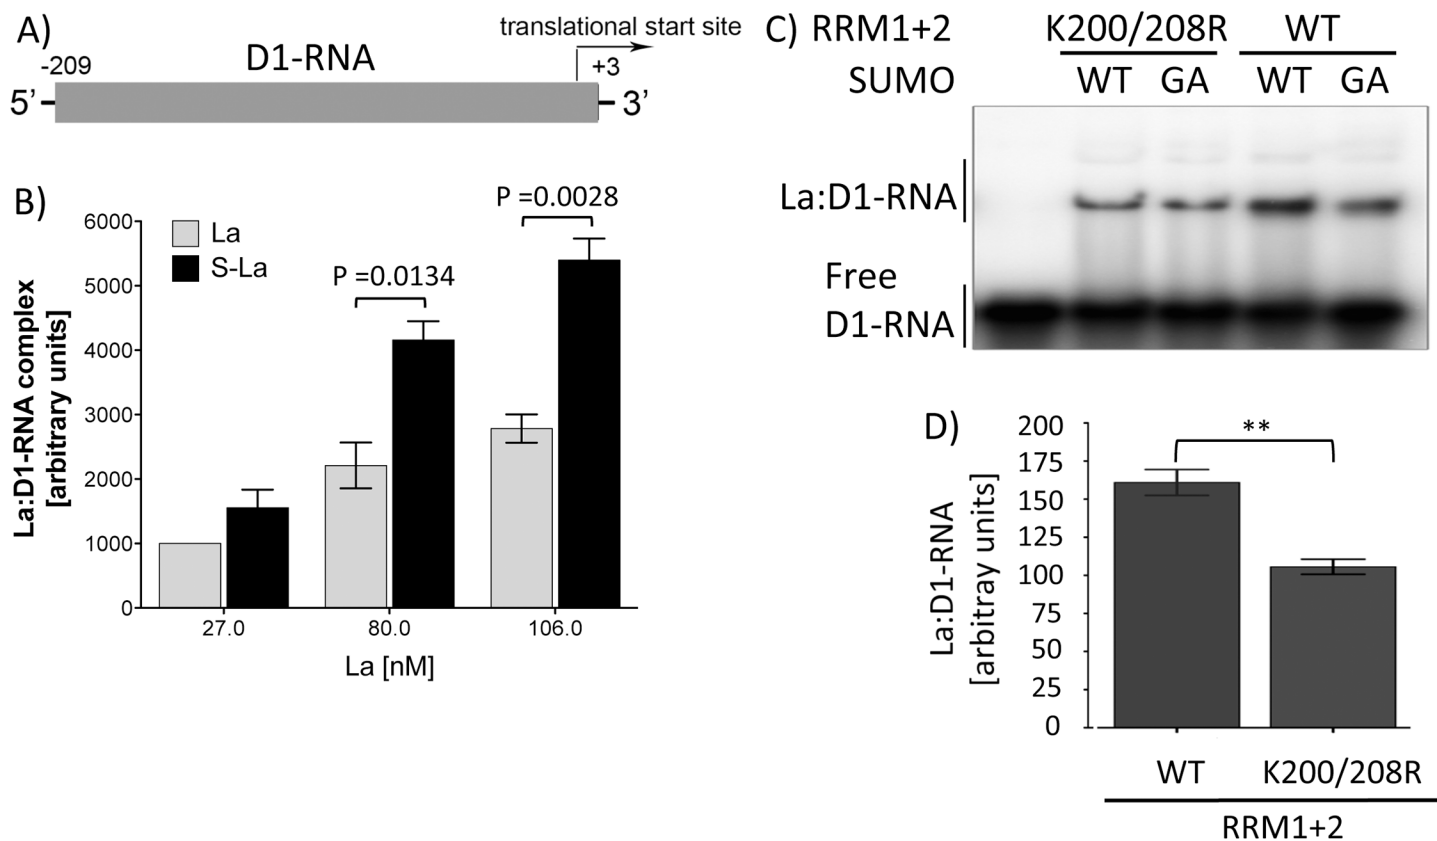 A)
translational start site
D1-RNA
-209
+3
5’
3’
B)
La:D1-RNA complex
[arbitrary units]
6000
5000
4000
3000
2000
1000
0
La
S-La
P =0.0134
P =0.0028
27.0
80.0
106.0
La [nM]
C)
RRM1+2 K200/208R WT
SUMO WT GA WT GA
La:D1-RNA
Free
D1-RNA
D)
La:D1-RNA
[arbitray units]
200
175
150
125
100
75
50
25
0
**
WT K200/208R
RRM1+2